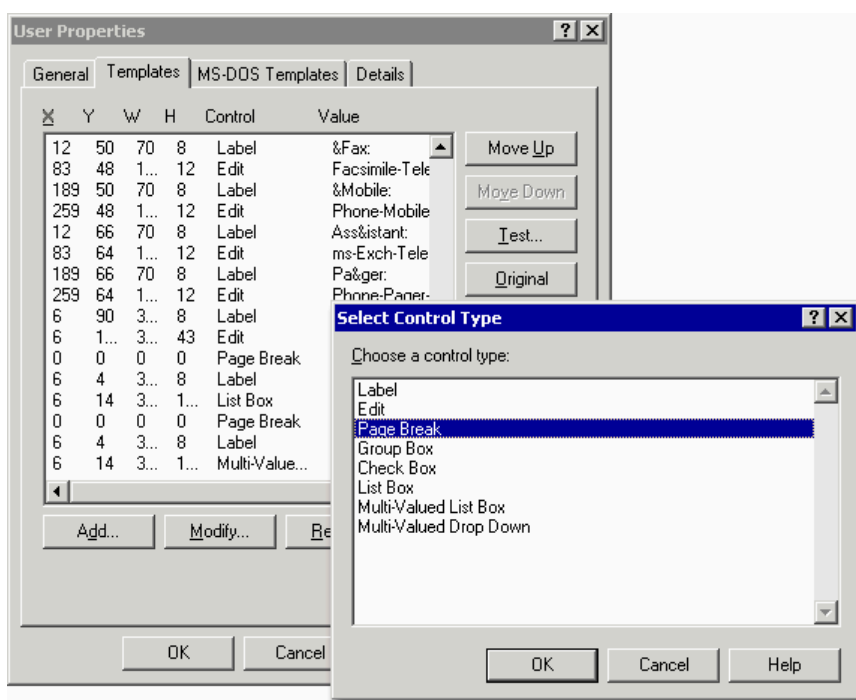 User Properties
General Templates MS-DOS Templates Details
X Y W H Control Value
12 50 70 8 Label &Fax:
83 48 1... 12 Edit Facsimile-Tele
189 50 70 8 Label &Mobile:
259 48 1... 12 Edit Phone-Mobile
12 66 70 8 Label Ass&istant:
83 64 1... 12 Edit ms-Exch-Tele
189 66 70 8 Label Pa&ger:
259 64 1... 12 Edit Phone-Pager-
6 90 3... 8 Label
6 1... 3... 43 Edit
0 0 0 0 Page Break
6 4 3... 8 Label
6 14 3... 1... List Box
0 0 0 0 Page Break
6 4 3... 8 Label
6 14 3... 1... Multi-Value...
Move Up
Move Down
Test...
Original
Add... Modify... Re
OK Cancel
Select Control Type
Choose a control type:
Label
Edit
Page Break
Group Box
Check Box
List Box
Multi-Valued List Box
Multi-Valued Drop Down
OK Cancel Help